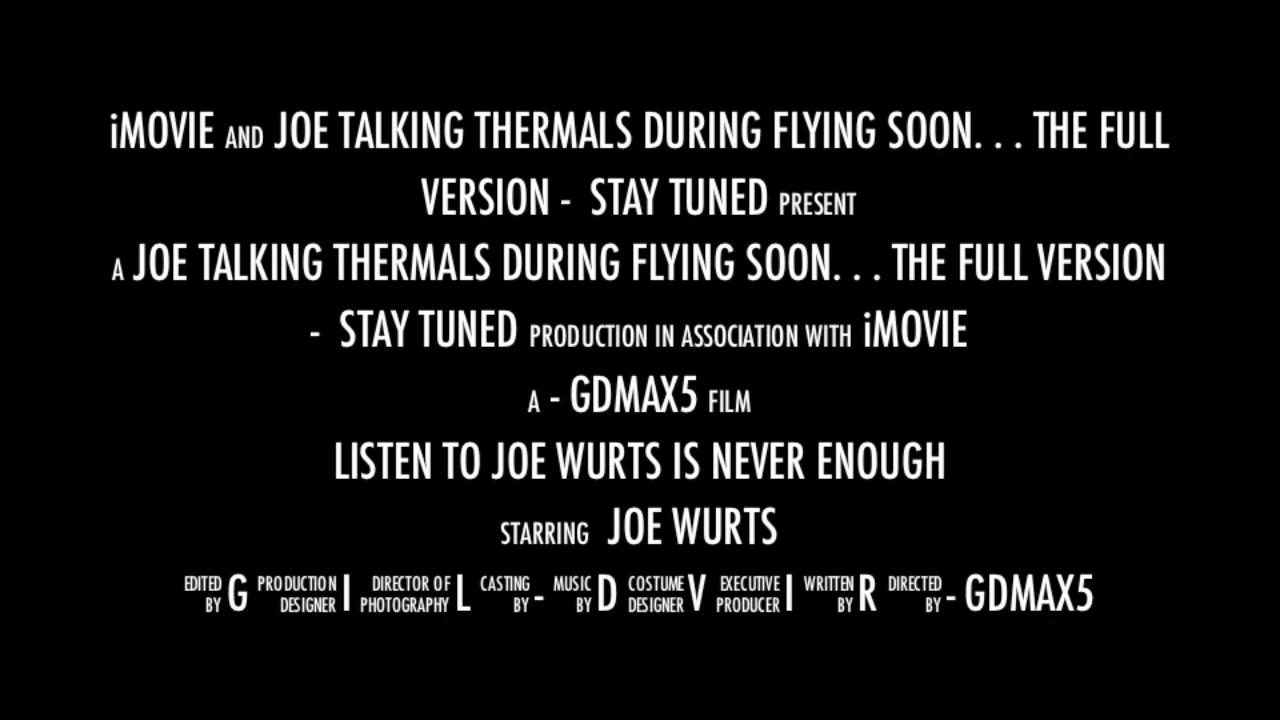 iMOVIE AND JOE TALKING THERMALS DURING FLYING SOON. . . THE FULL
VERSION -  STAY TUNED PRESENT
A JOE TALKING THERMALS DURING FLYING SOON. . . THE FULL VERSION
-  STAY TUNED PRODUCTION IN ASSOCIATION WITH iMOVIE
A - GDMAX5 FILM
LISTEN TO JOE WURTS IS NEVER ENOUGH
STARRING  JOE WURTS
EDITED BY G PRODUCTION DESIGNER I DIRECTOR OF PHOTOGRAPHY L CASTING BY - MUSIC BY D COSTUME DESIGNER V EXECUTIVE PRODUCER I WRITTEN BY R DIRECTED BY - GDMAX5